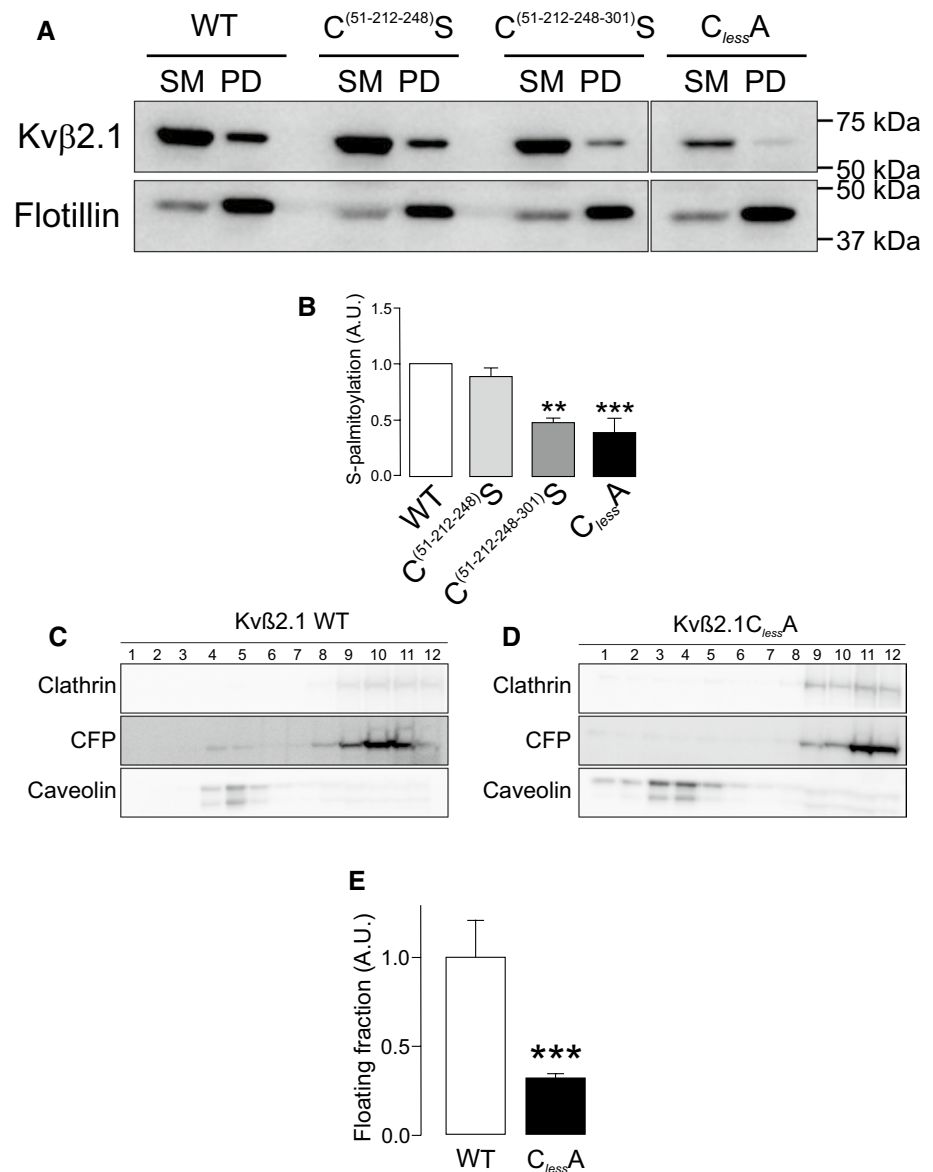 A
WT C(51-212-248)S C(51-212-248-301)S ClessA
SM PD SM PD SM PD SM PD
Kvβ2.1
75 kDa
50 kDa
Flotillin
50 kDa
37 kDa
B
S-palmitoylation (A.U.)
1.5
1.0
0.5
0.0
** ***
WT
C(51-212-248)S
C(51-212-248-301)S
ClessA
C
Kvß2.1 WT
1 2 3 4 5 6 7 8 9 10 11 12
Clathrin
CFP
Caveolin
D
Kvß2.1ClessA
1 2 3 4 5 6 7 8 9 10 11 12
Clathrin
CFP
Caveolin
E
Floating fraction (A.U.)
1.0
0.5
0.0
***
WT ClessA